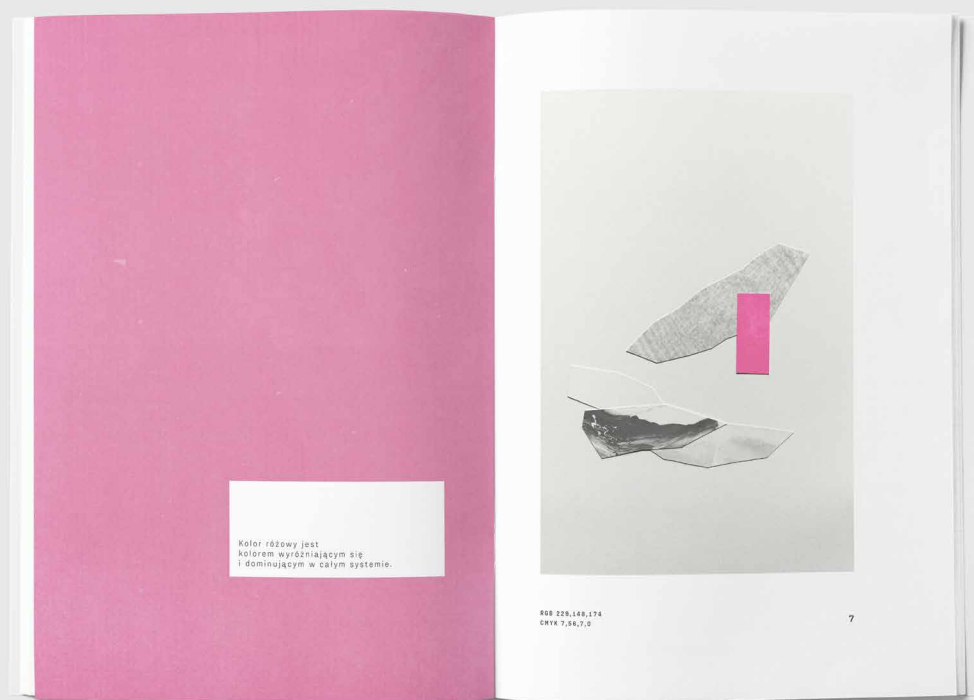 Kolor różowy jest
kolorem wyróżniającym się
i dominującym w całym systemie.
RGB 229,148,174
CMYK 7,56,7,0
7